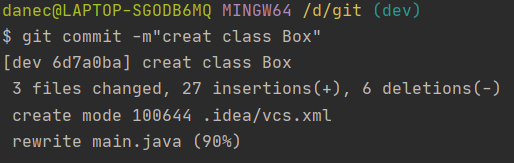 danec@LAPTOP-SGODB6MQ MINGW64 /d/git (dev)
$ git commit -m"creat class Box"
[dev 6d7a0ba] creat class Box
3 files changed, 27 insertions(+), 6 deletions(-)
create mode 100644 .idea/vcs.xml
rewrite main.java (90%)